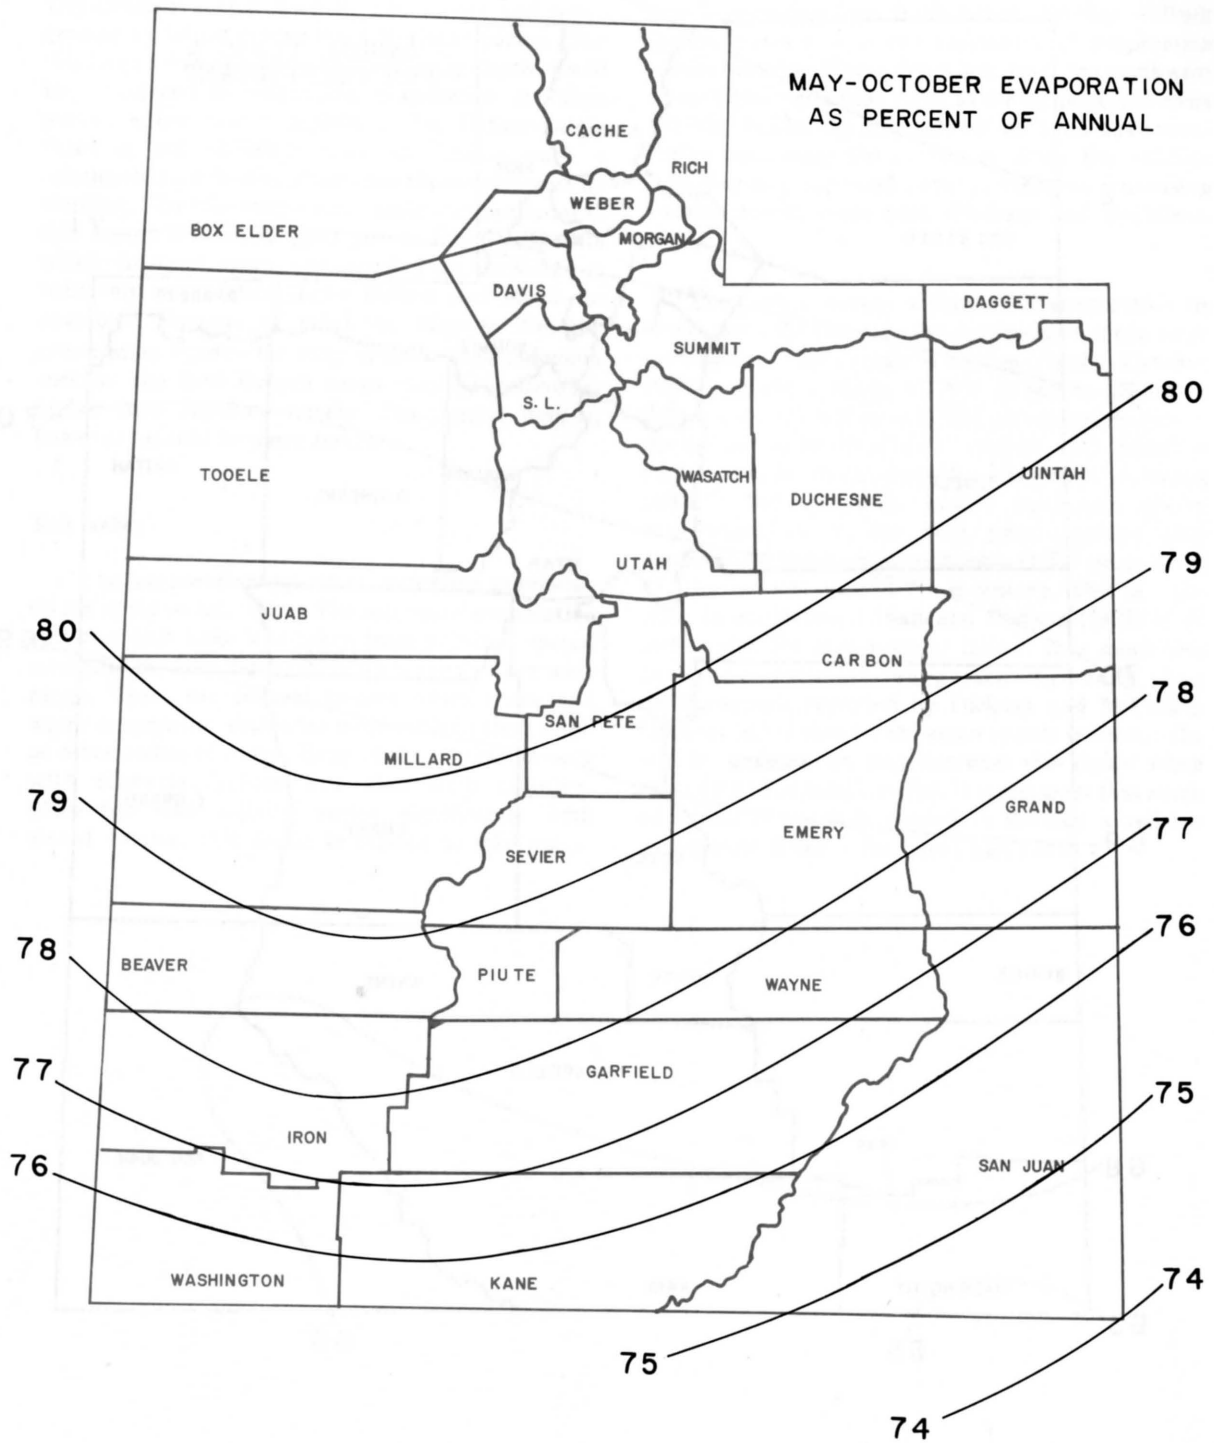 MAY-OCTOBER EVAPORATION
AS PERCENT OF ANNUAL
CACHE
RICH
WEBER
BOX ELDER
MORGAN
DAVIS
DAGGETT
SUMMIT
80
S. L.
TOOELE
WASATCH
UINTAH
DUCHESNE
UTAH
79
JUAB
80
CARBON
78
SAN PETE
MILLARD
79
GRAND
77
EMERY
SEVIER
76
78
BEAVER
PIUTE
WAYNE
77
GARFIELD
75
IRON
76
SAN JUAN
WASHINGTON
KANE
74
75
74